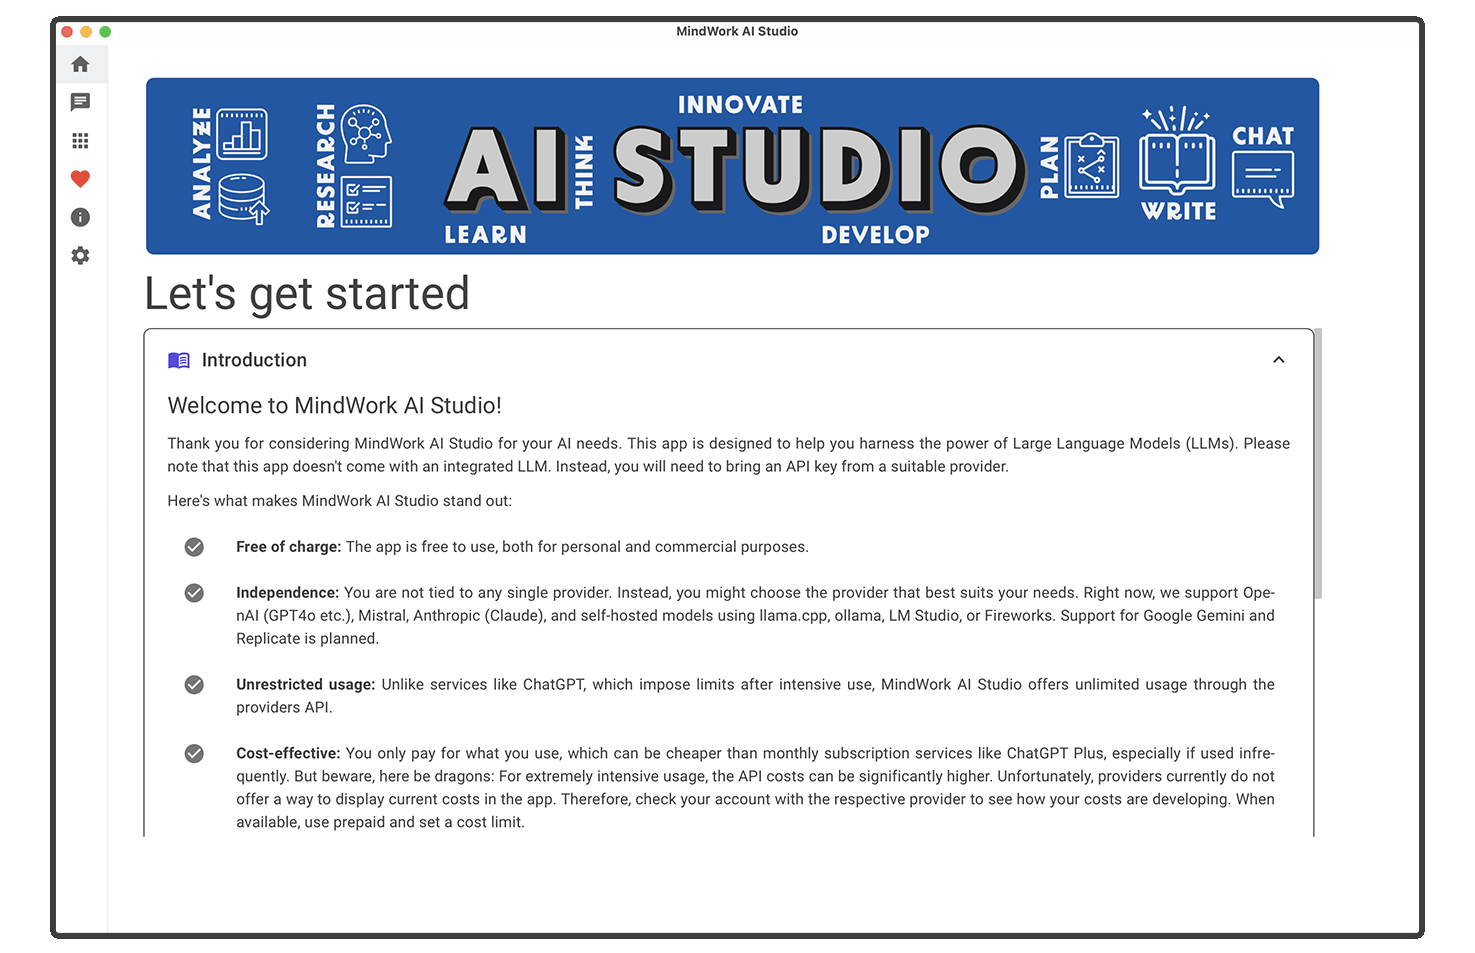 MindWork AI Studio
ANALYZE
RESEARCH
INNOVATE
AI STUDIO
THINK
LEARN
DEVELOP
PLAN
WRITE
CHAT
Let's get started
Introduction
Welcome to MindWork AI Studio!
Thank you for considering MindWork AI Studio for your AI needs. This app is designed to help you harness the power of Large Language Models (LLMs). Please
note that this app doesn't come with an integrated LLM. Instead, you will need to bring an API key from a suitable provider.
Here's what makes MindWork AI Studio stand out:
Free of charge: The app is free to use, both for personal and commercial purposes.
Independence: You are not tied to any single provider. Instead, you might choose the provider that best suits your needs. Right now, we support Ope-
nAI (GPT4o etc.), Mistral, Anthropic (Claude), and self-hosted models using llama.cpp, ollama, LM Studio, or Fireworks. Support for Google Gemini and
Replicate is planned.
Unrestricted usage: Unlike services like ChatGPT, which impose limits after intensive use, MindWork AI Studio offers unlimited usage through the
providers API.
Cost-effective: You only pay for what you use, which can be cheaper than monthly subscription services like ChatGPT Plus, especially if used infre-
quently. But beware, here be dragons: For extremely intensive usage, the API costs can be significantly higher. Unfortunately, providers currently do not
offer a way to display current costs in the app. Therefore, check your account with the respective provider to see how your costs are developing. When
available, use prepaid and set a cost limit.